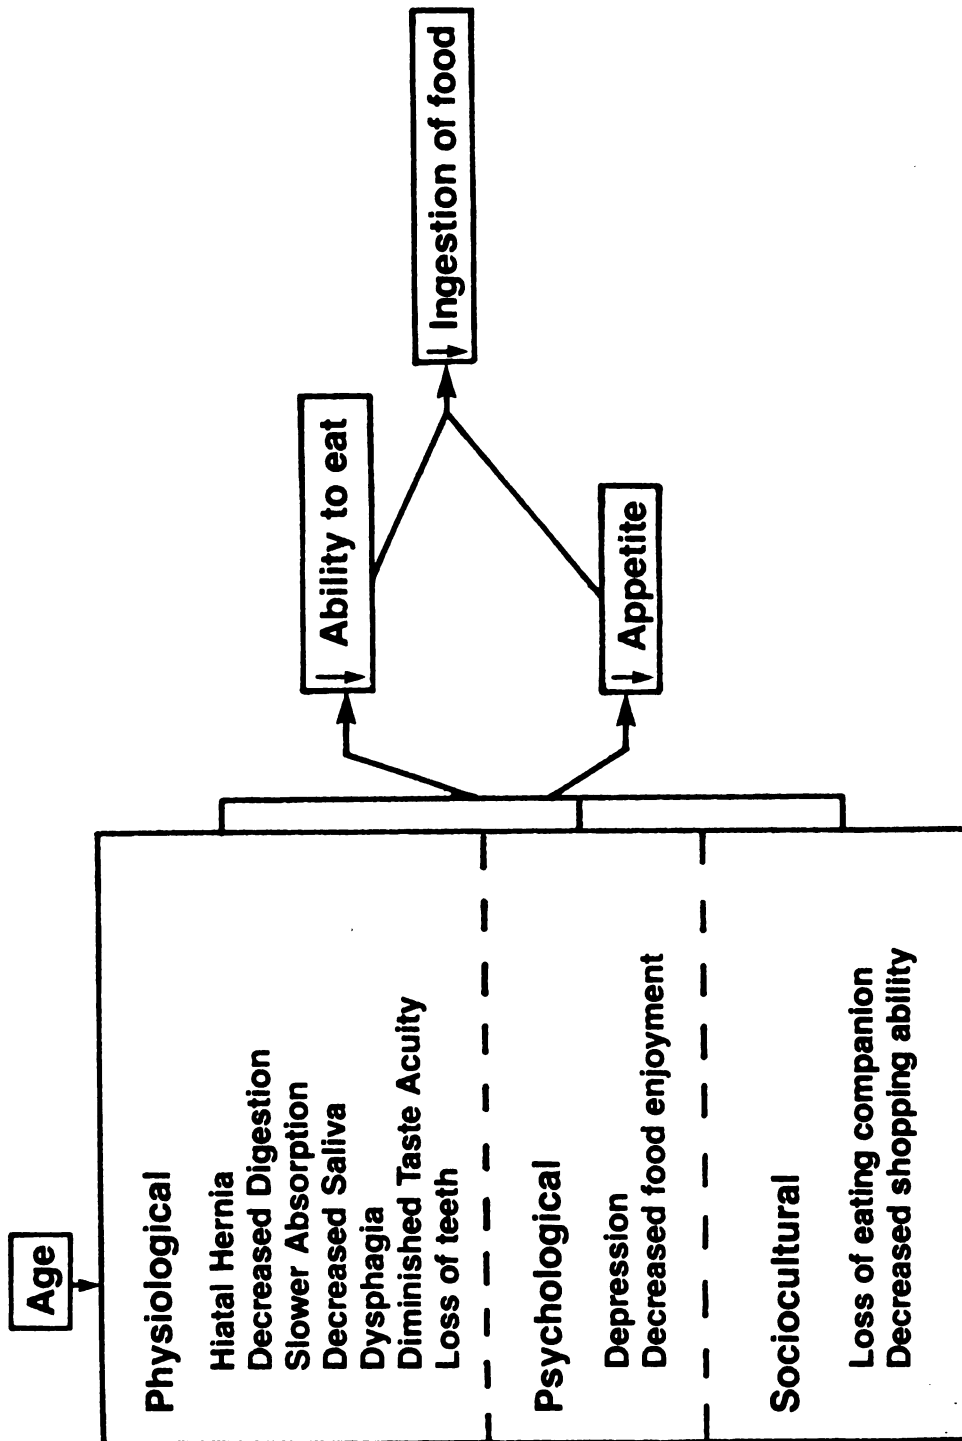 Age
Physiological
Hiatal Hernia
Decreased Digestion
Slower Absorption
Decreased Saliva
Dysphagia
Diminished Taste Acuity
Loss of teeth
Psychological
Depression
Decreased food enjoyment
Sociocultural
Loss of eating companion
Decreased shopping ability
↓ Ability to eat
↓ Appetite
↓ Ingestion of food